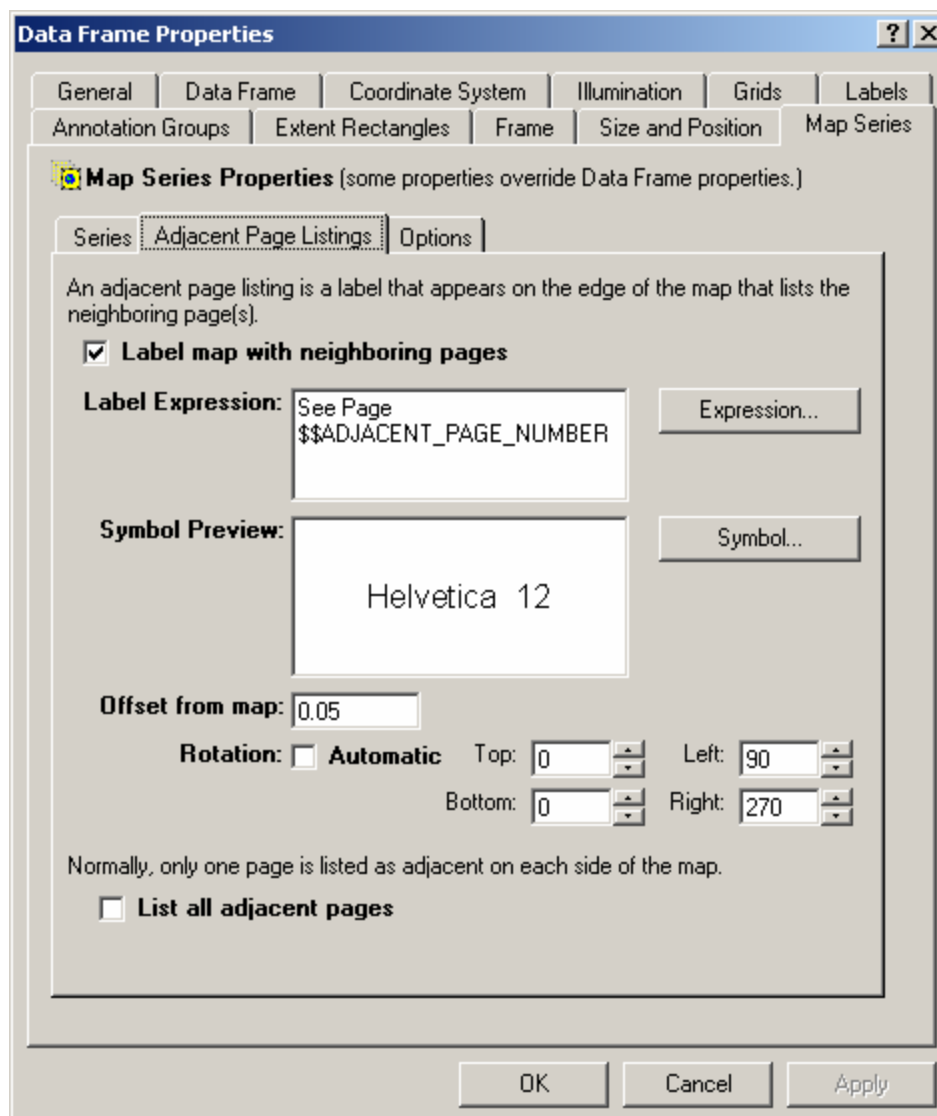 Data Frame Properties
General Data Frame Coordinate System Illumination Grids Labels
Annotation Groups Extent Rectangles Frame Size and Position Map Series
Map Series Properties (some properties override Data Frame properties.)
Series Adjacent Page Listings Options
An adjacent page listing is a label that appears on the edge of the map that lists the
neighboring page(s).
Label map with neighboring pages
Label Expression: See Page Expression...
$$ADJACENT_PAGE_NUMBER
Symbol Preview: Symbol...
Helvetica 12
Offset from map: 0.05
Rotation: Automatic Top: 0 Left: 90
Bottom: 0 Right: 270
Normally, only one page is listed as adjacent on each side of the map.
List all adjacent pages
OK Cancel Apply